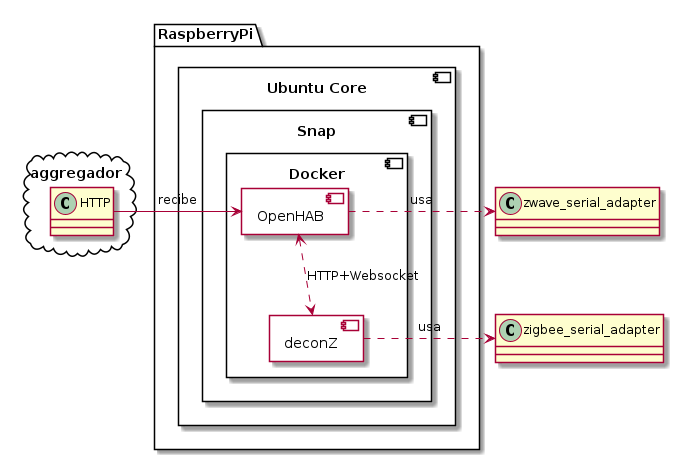 RaspberryPi
Ubuntu Core
Snap
Docker
aggregador
C HTTP
recibe
OpenHAB
usa
C zwave_serial_adapter
HTTP+Websocket
deconZ
usa
C zigbee_serial_adapter